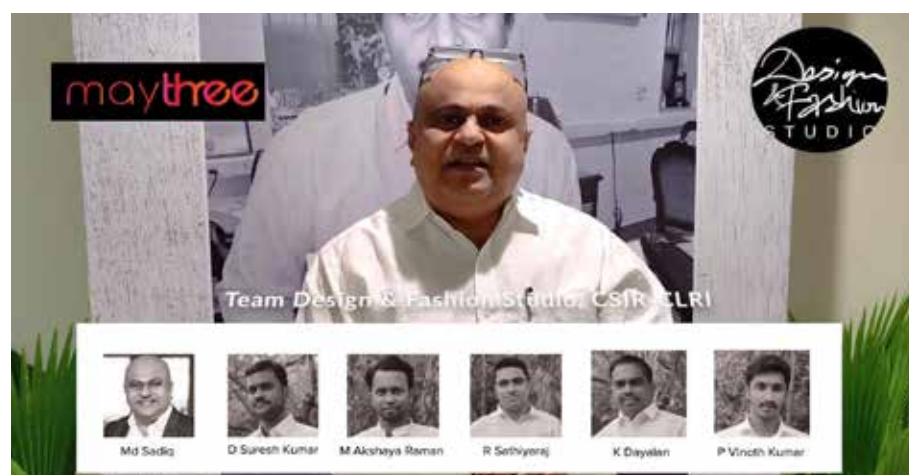 maythree
Design
& Fashion
STUDIO
Team Design & Fashion Studio, CSIR-CLRI
Md Sadiq
D Suresh Kumar
M Akshaya Raman
R Sathiyaraj
K Dayalan
P Vinoth Kumar